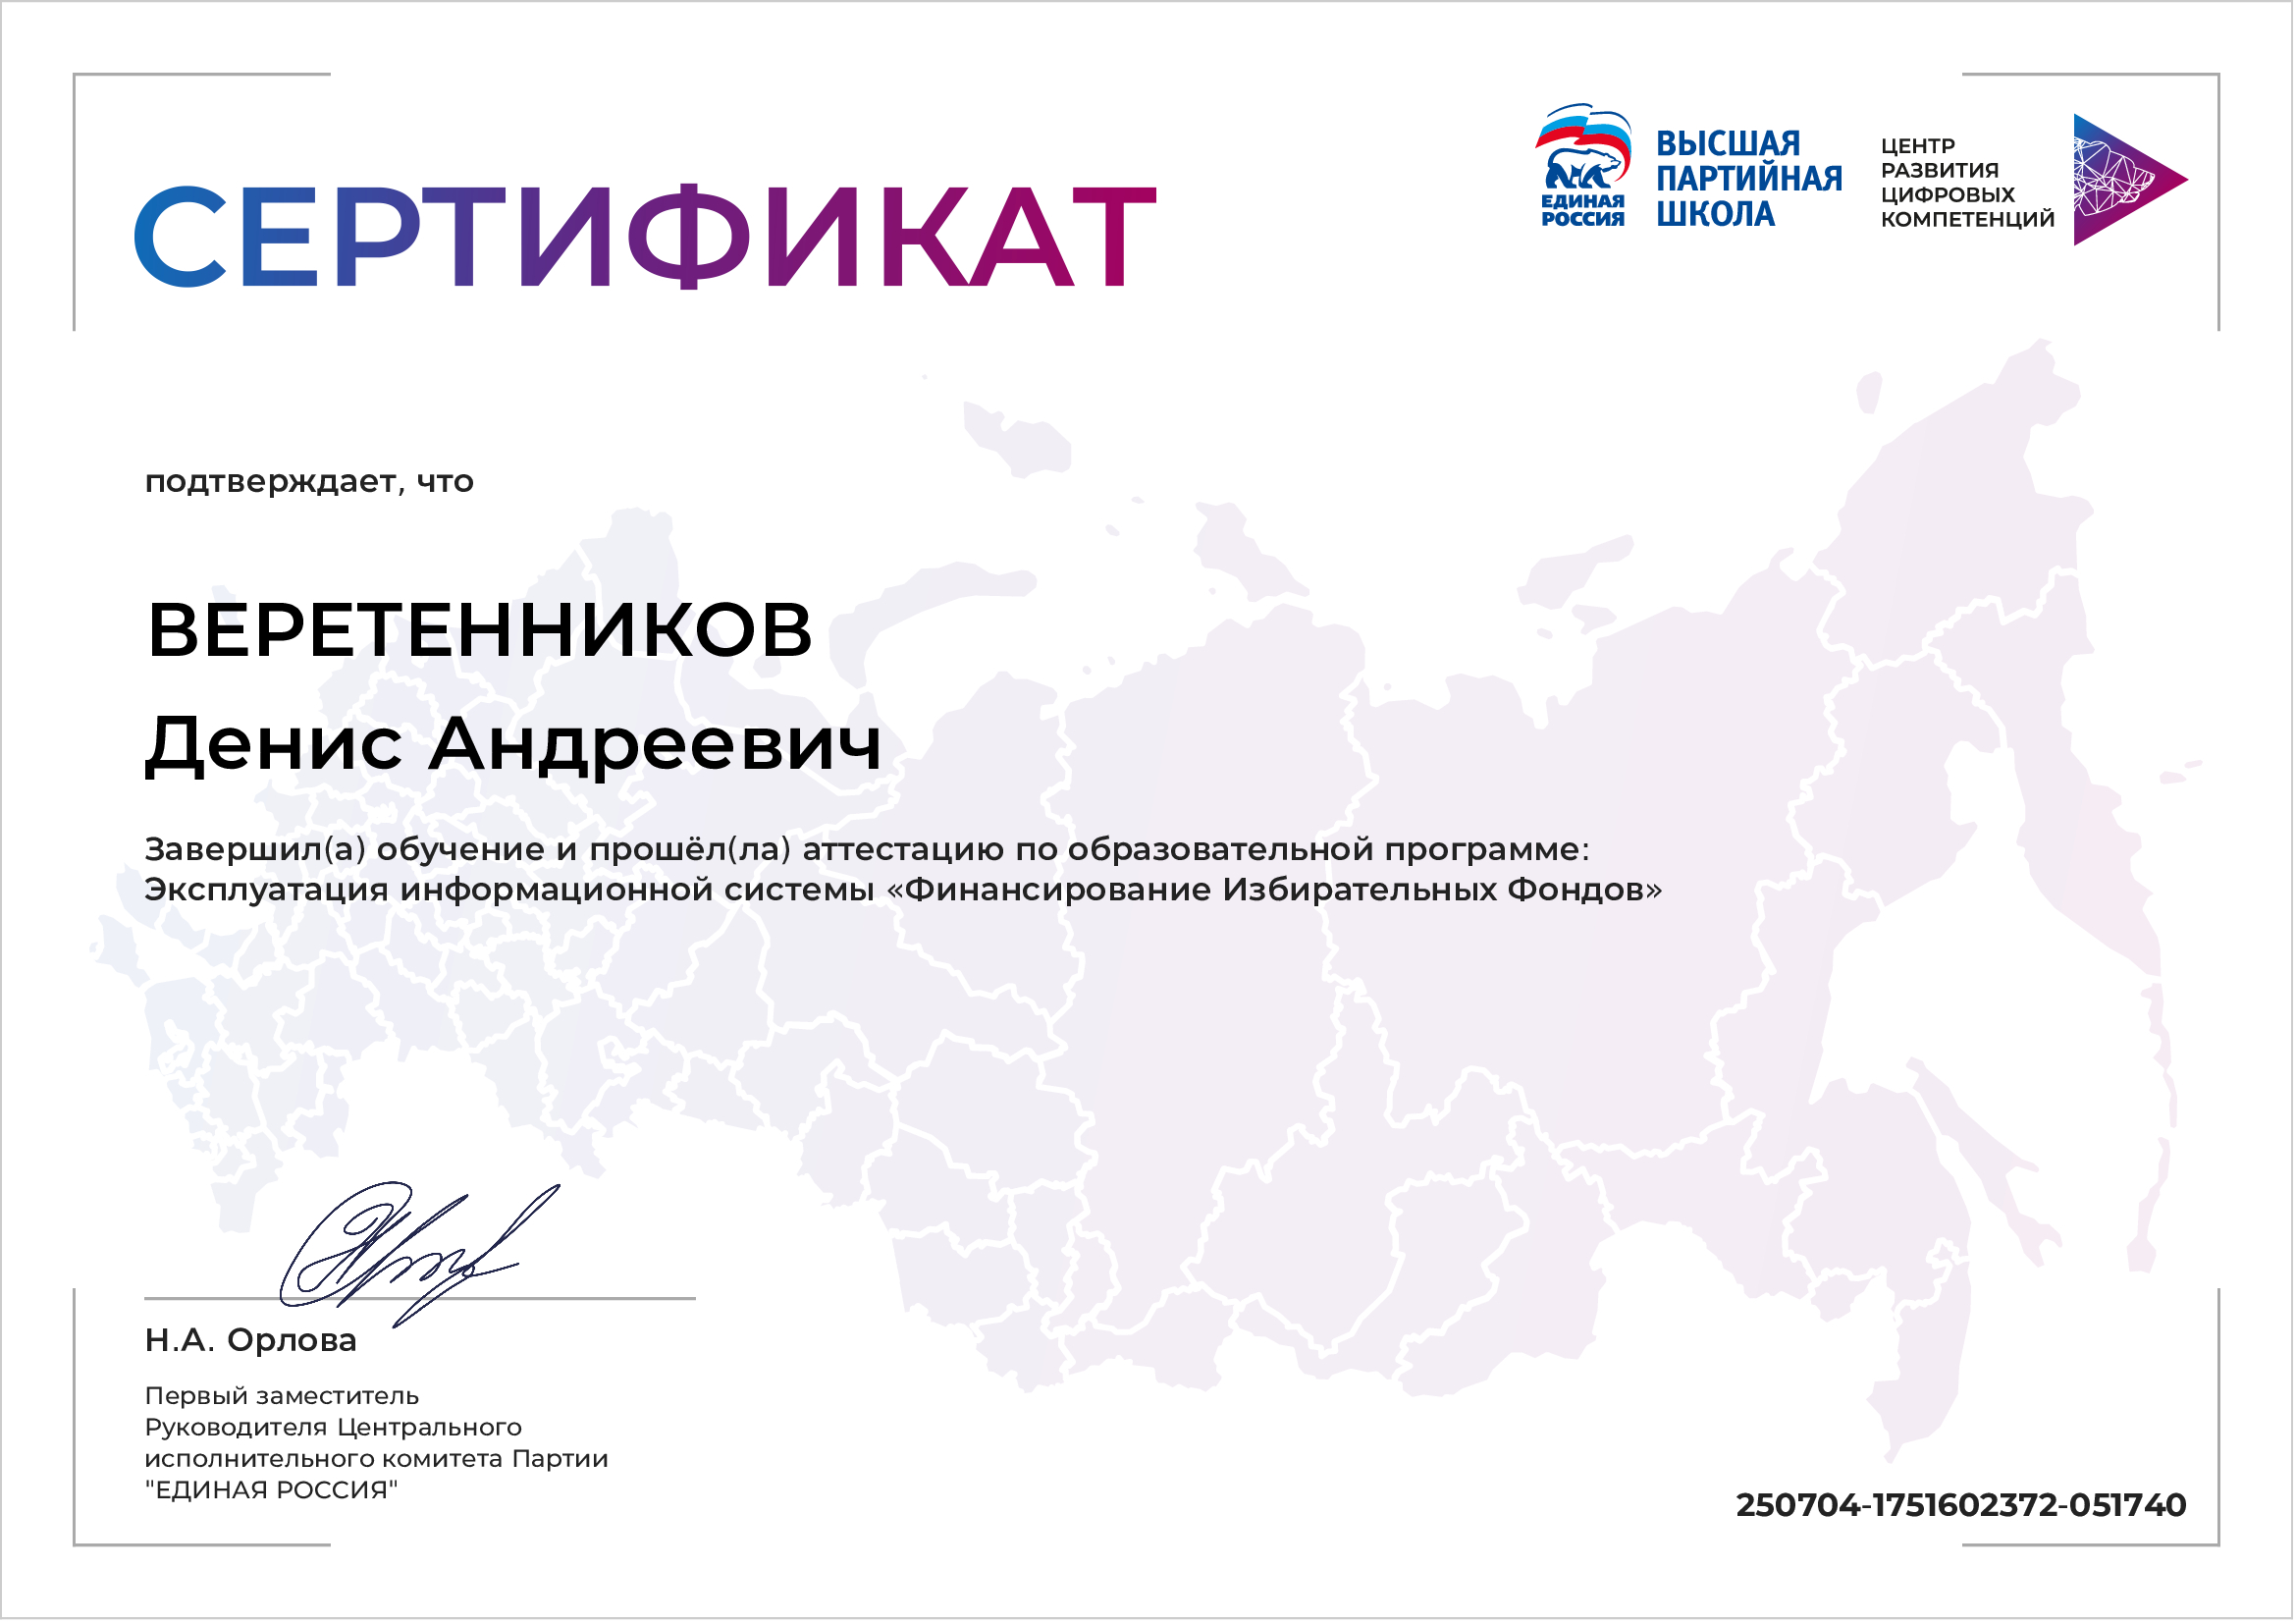 СЕРТИФИКАТ
ЕДИНАЯ
РОССИЯ
ВЫСШАЯ
ПАРТИЙНАЯ
ШКОЛА
ЦЕНТР
РАЗВИТИЯ
ЦИФРОВЫХ
КОМПЕТЕНЦИЙ
подтверждает, что
ВЕРЕТЕННИКОВ
Денис Андреевич
Завершил(а) обучение и прошёл(ла) аттестацию по образовательной программе:
Эксплуатация информационной системы «Финансирование Избирательных Фондов»
Н.А. Орлова
Первый заместитель
Руководителя Центрального
исполнительного комитета Партии
"ЕДИНАЯ РОССИЯ"
250704-1751602372-051740